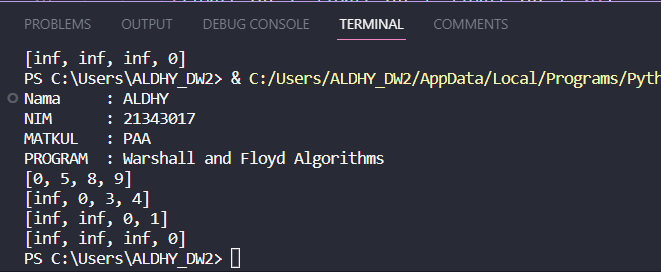 PROBLEMS OUTPUT DEBUG CONSOLE TERMINAL COMMENTS
[inf, inf, inf, 0]
PS C:\Users\ALDHY_DW2> & C:/Users/ALDHY_DW2/AppData/Local/Programs/Pyth
Nama : ALDHY
NIM : 21343017
MATKUL : PAA
PROGRAM : Warshall and Floyd Algorithms
[0, 5, 8, 9]
[inf, 0, 3, 4]
[inf, inf, 0, 1]
[inf, inf, inf, 0]
PS C:\Users\ALDHY_DW2>